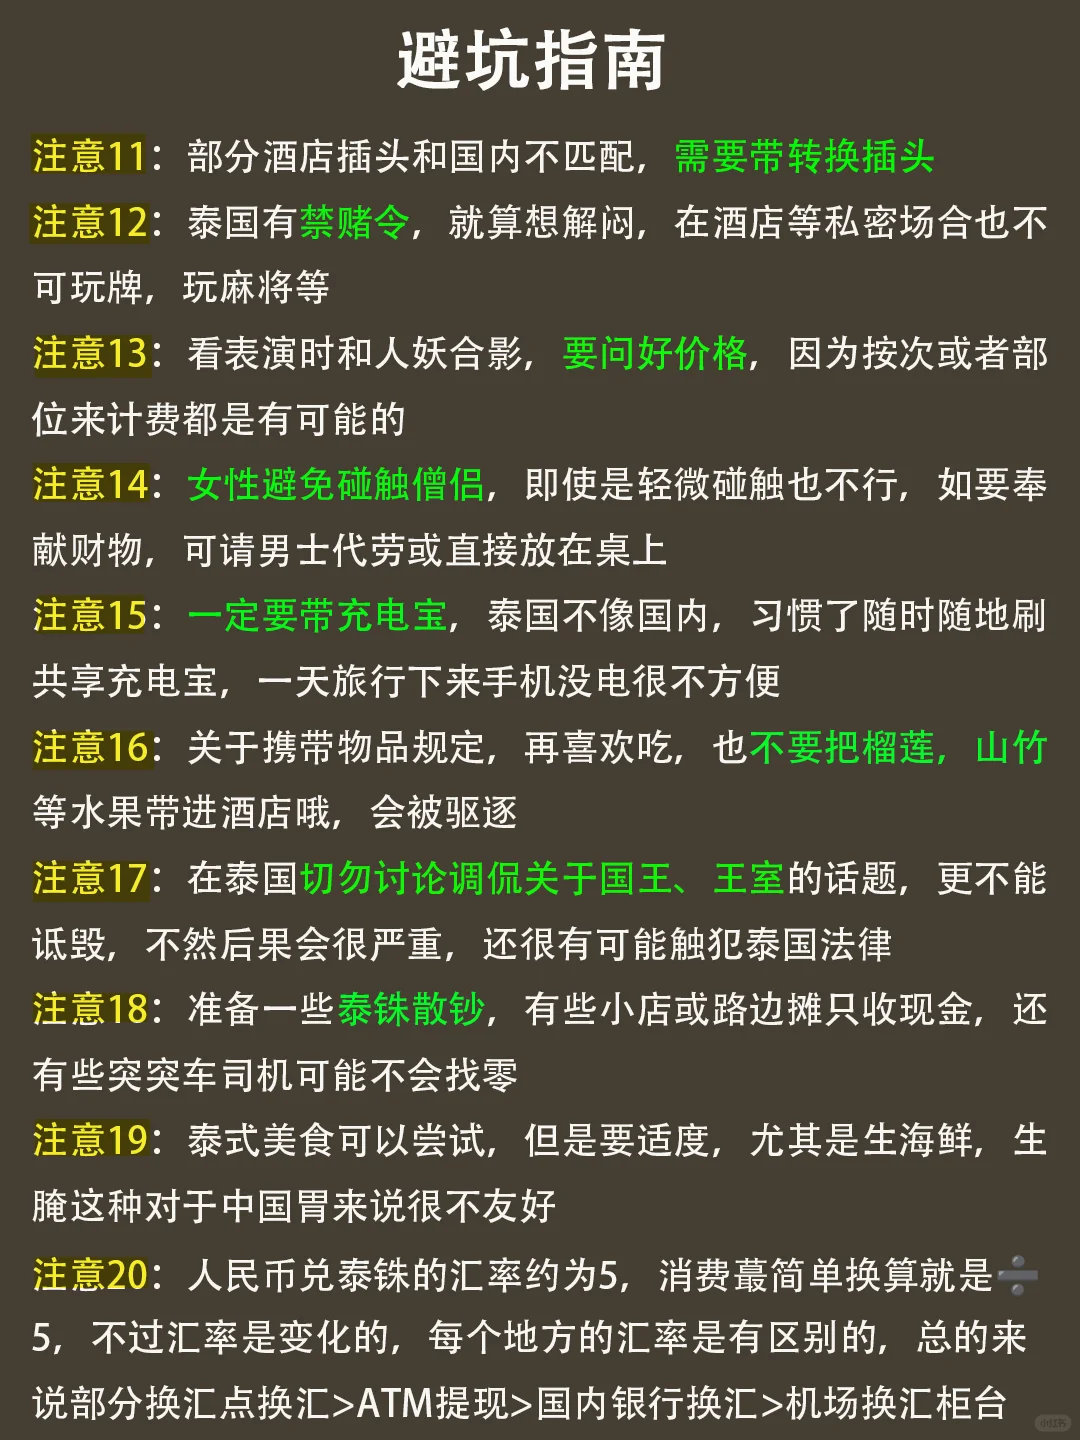 避坑指南
注意11：部分酒店插头和国内不匹配，需要带转换插头
注意12：泰国有禁赌令，就算想解闷，在酒店等私密场合也不
可玩牌，玩麻将等
注意13：看表演时和人妖合影，要问好价格，因为按次或者部
位来计费都是有可能的
注意14：女性避免碰触僧侣，即使是轻微碰触也不行，如要奉
献财物，可请男士代劳或直接放在桌上
注意15：一定要带充电宝，泰国不像国内，习惯了随时随地刷
共享充电宝，一天旅行下来手机没电很不方便
注意16：关于携带物品规定，再喜欢吃，也不要把榴莲，山竹
等水果带进酒店哦，会被驱逐
注意17：在泰国切勿讨论调侃关于国王、王室的话题，更不能
诋毁，不然后果会很严重，还很有可能触犯泰国法律
注意18：准备一些泰铢散钞，有些小店或路边摊只收现金，还
有些突突车司机可能不会找零
注意19：泰式美食可以尝试，但是要适度，尤其是生海鲜，生
腌这种对于中国胃来说很不友好
注意20：人民币兑泰铢的汇率约为5，消费蕞简单换算就是➗
5，不过汇率是变化的，每个地方的汇率是有区别的，总的来
说部分换汇点换汇>ATM提现>国内银行换汇>机场换汇柜台
小红书